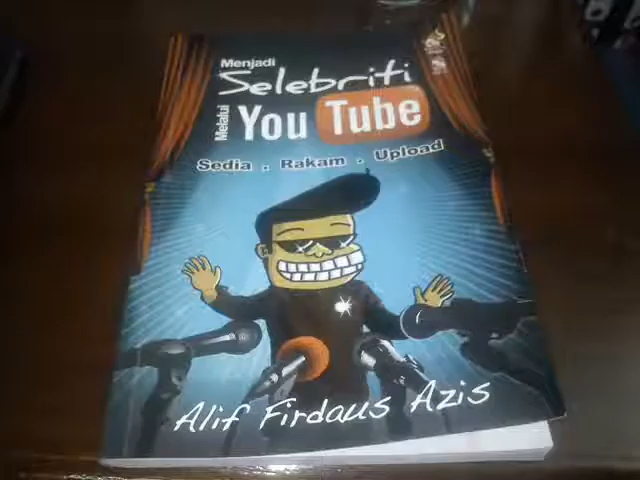 Menjadi
Selebriti
Melalui
YouTube
Sedia . Rakam . Upload
Alif Firdaus Azis